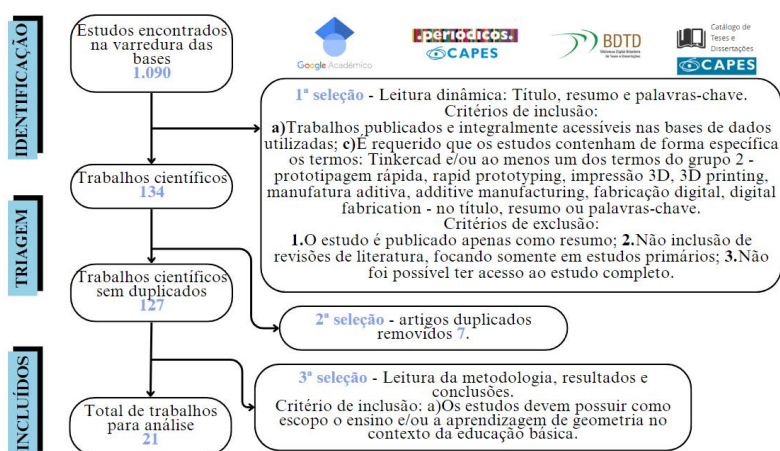 IDENTIFICAÇÃO
Estudos encontrados
na varredura das
bases
1.090
Google Acadêmico
.periodicos.
CAPES
BDTD
Biblioteca Digital Brasileira
de Teses e Dissertações
Catálogo de
Teses e
Dissertações
CAPES
1ª seleção - Leitura dinâmica: Título, resumo e palavras-chave.
Critérios de inclusão:
a)Trabalhos publicados e integralmente acessíveis nas bases de dados
utilizadas; c)É requerido que os estudos contenham de forma específica
os termos: Tinkercad e/ou ao menos um dos termos do grupo 2 -
prototipagem rápida, rapid prototyping, impressão 3D, 3D printing,
manufatura aditiva, additive manufacturing, fabricação digital, digital
fabrication - no título, resumo ou palavras-chave.
Critérios de exclusão:
1.O estudo é publicado apenas como resumo; 2.Não inclusão de
revisões de literatura, focando somente em estudos primários; 3.Não
foi possível ter acesso ao estudo completo.
Trabalhos científicos
134
TRIAGEM
Trabalhos científicos
sem duplicados
127
2ª seleção - artigos duplicados
removidos 7.
INCLUÍDOS
3ª seleção - Leitura da metodologia, resultados e
conclusões.
Critério de inclusão: a)Os estudos devem possuir como
escopo o ensino e/ou a aprendizagem de geometria no
contexto da educação básica.
Total de trabalhos
para análise
21